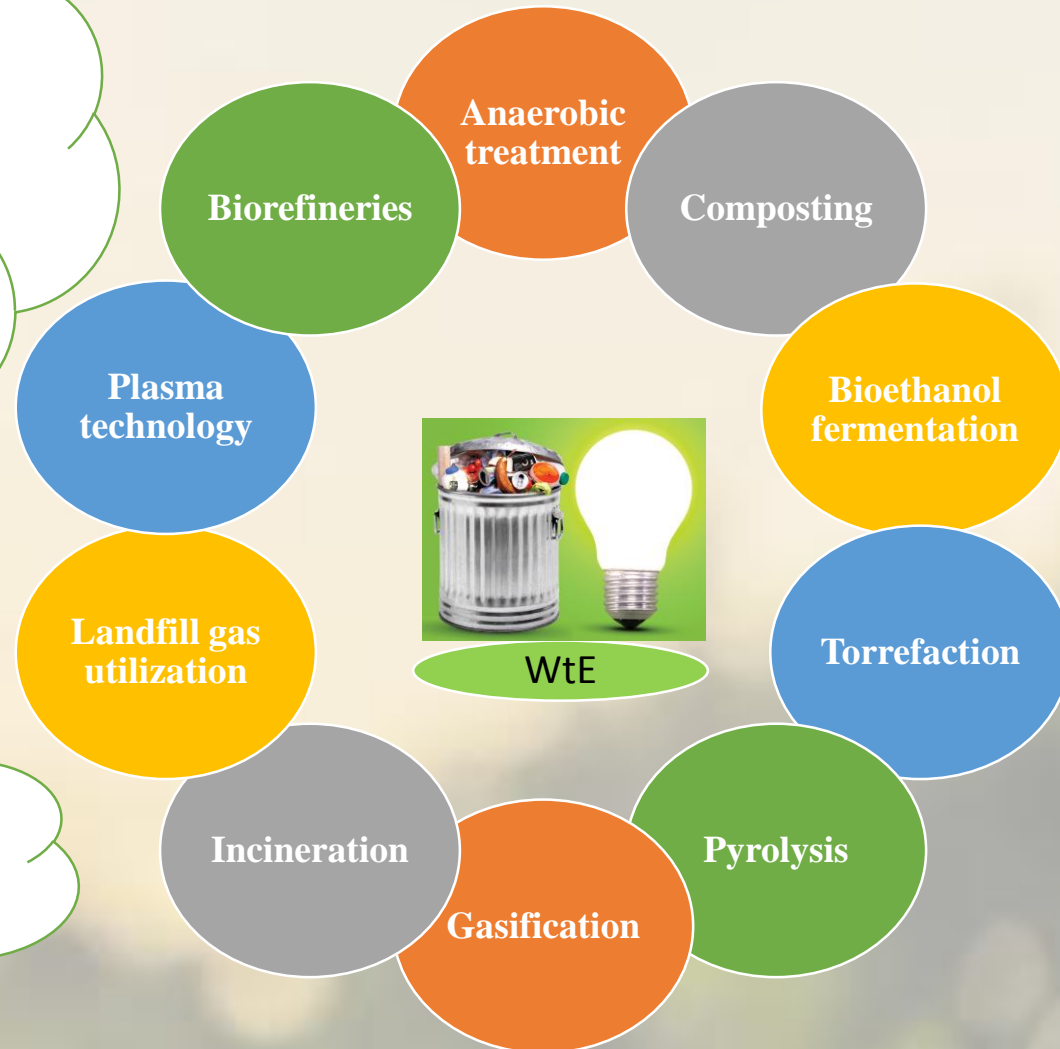 Anaerobic
treatment
Composting
Bioethanol
fermentation
Torrefaction
Pyrolysis
Gasification
Incineration
Landfill gas
utilization
Plasma
technology
Biorefineries
WtE